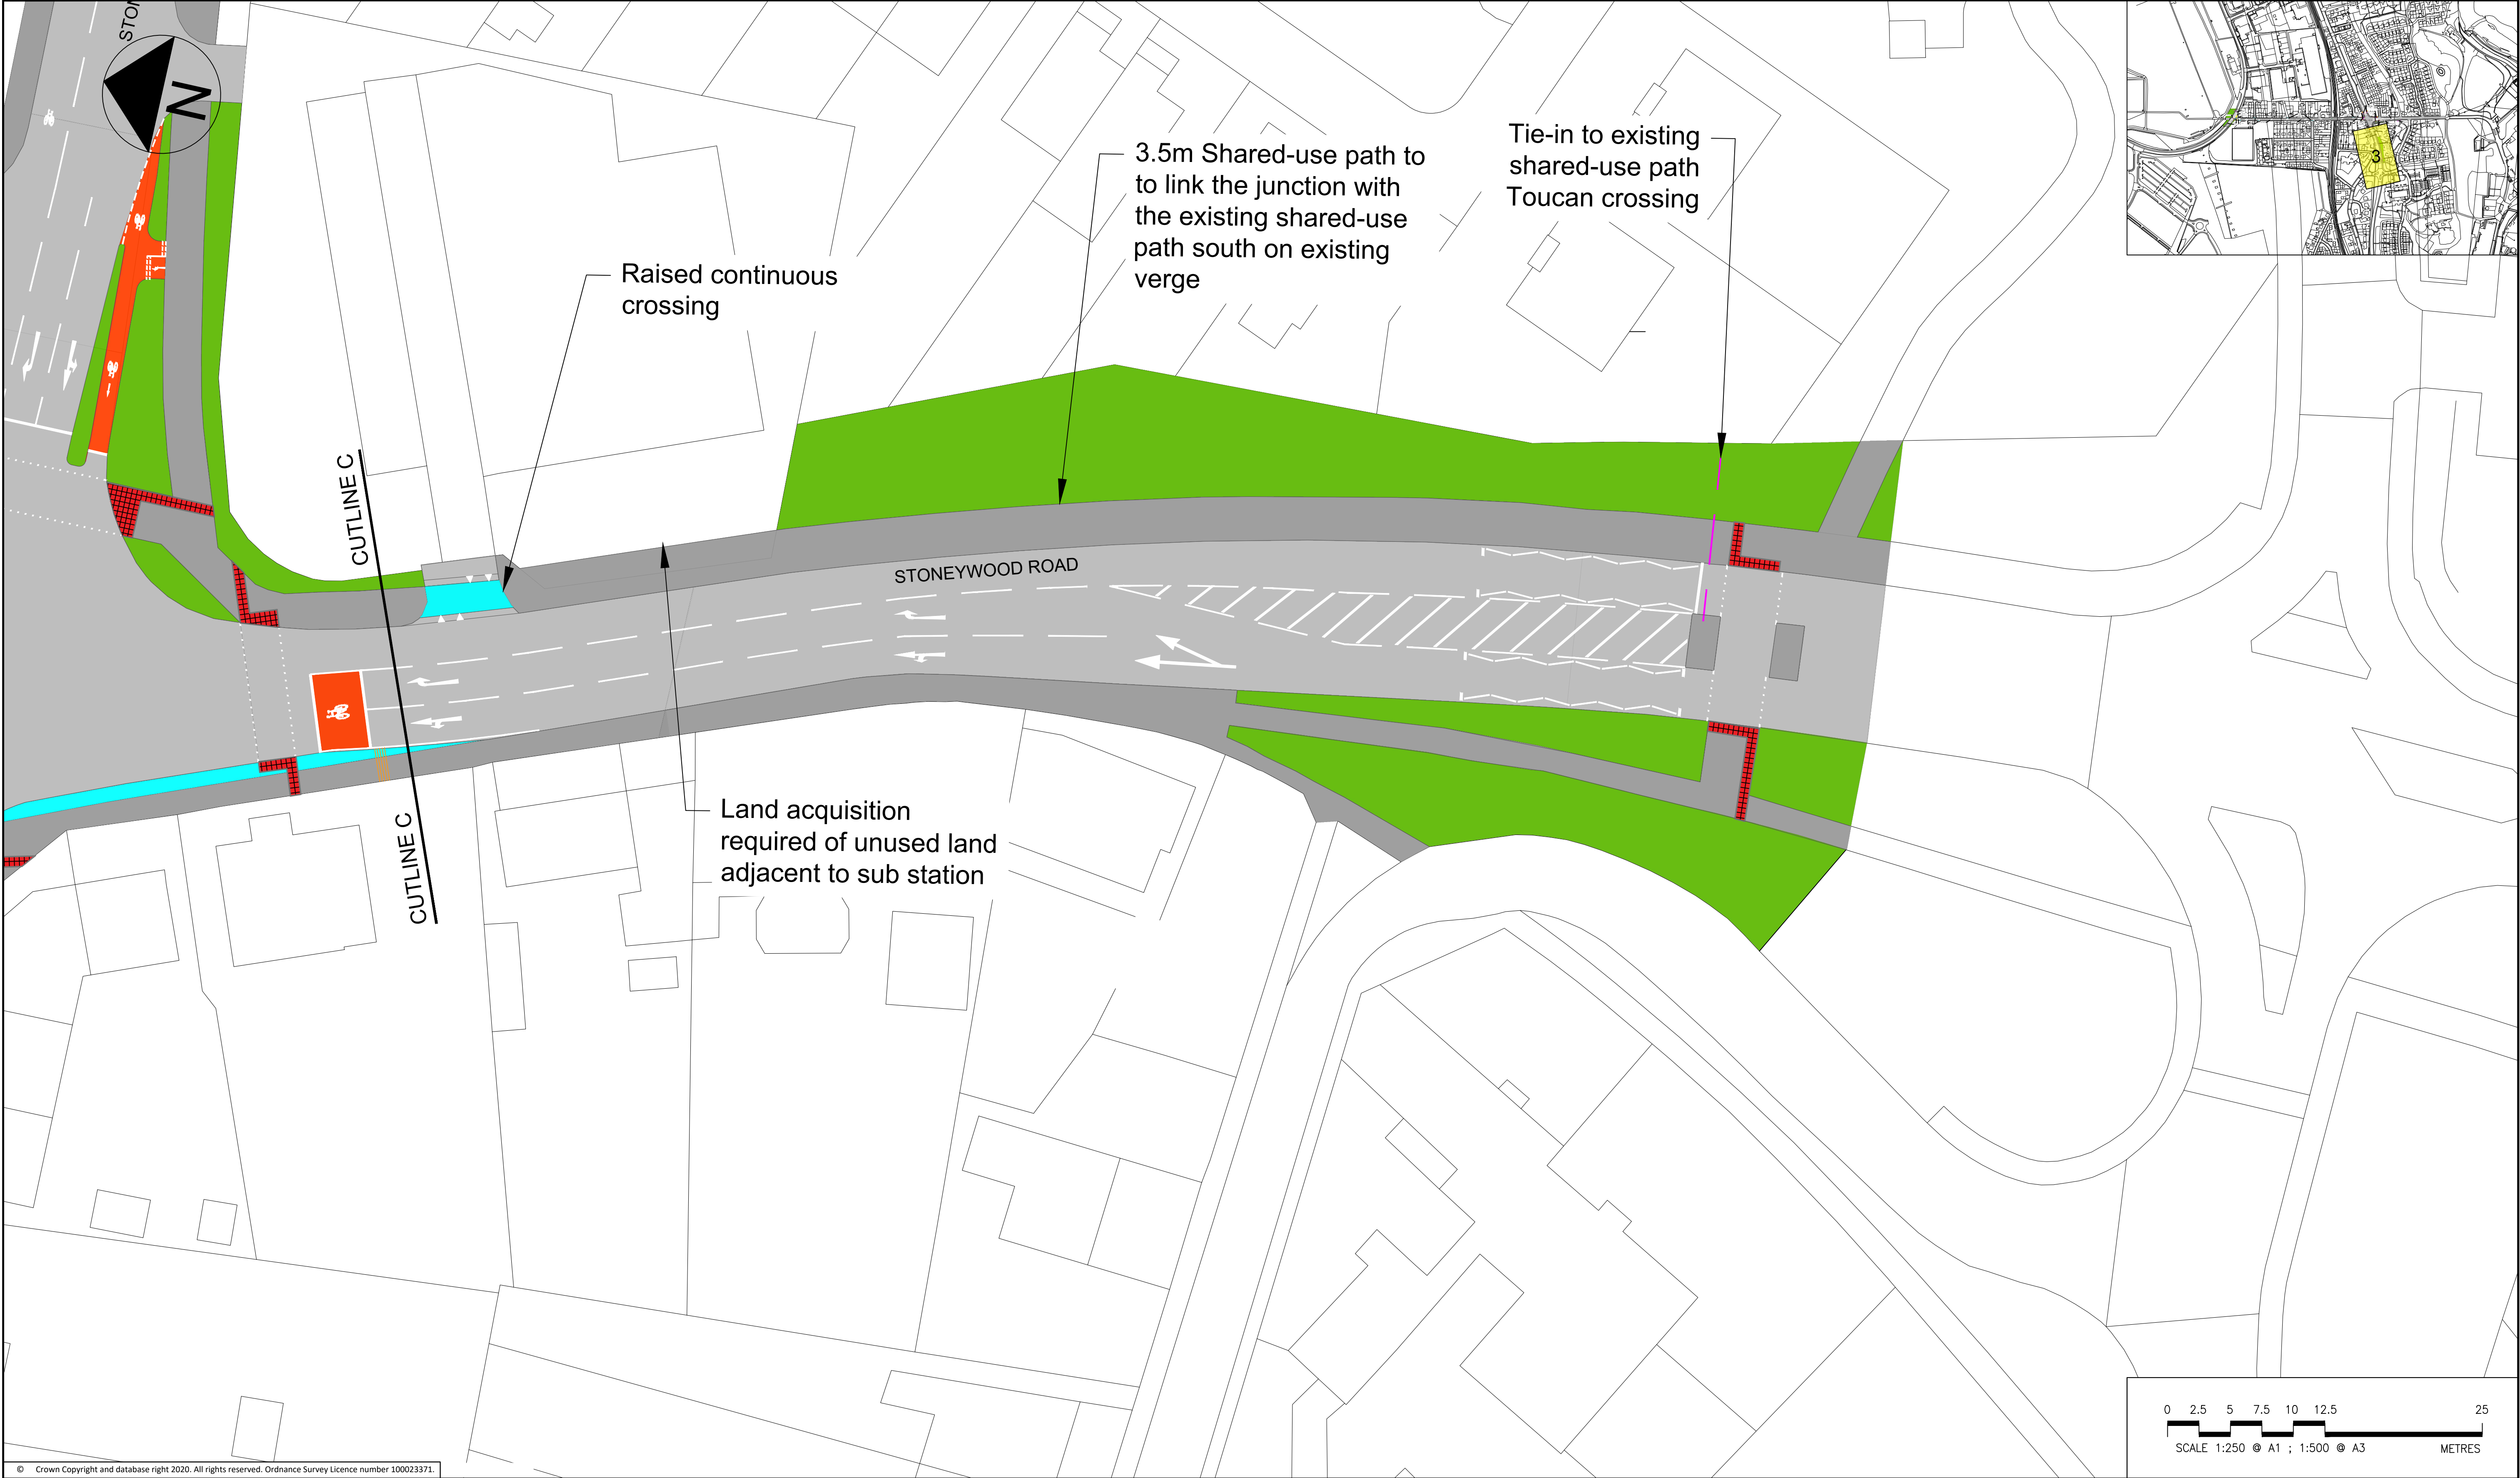 STON
N
3
Raised continuous
crossing
3.5m Shared-use path to
to link the junction with
the existing shared-use
path south on existing
verge
Tie-in to existing
shared-use path
Toucan crossing
CUTLINE C
CUTLINE C
STONEYWOOD ROAD
Land acquisition
required of unused land
adjacent to sub station
0 2.5 5 7.5 10 12.5 25
SCALE 1:250 @ A1 ; 1:500 @ A3 METRES
© Crown Copyright and database right 2020. All rights reserved. Ordnance Survey Licence number 100023371.